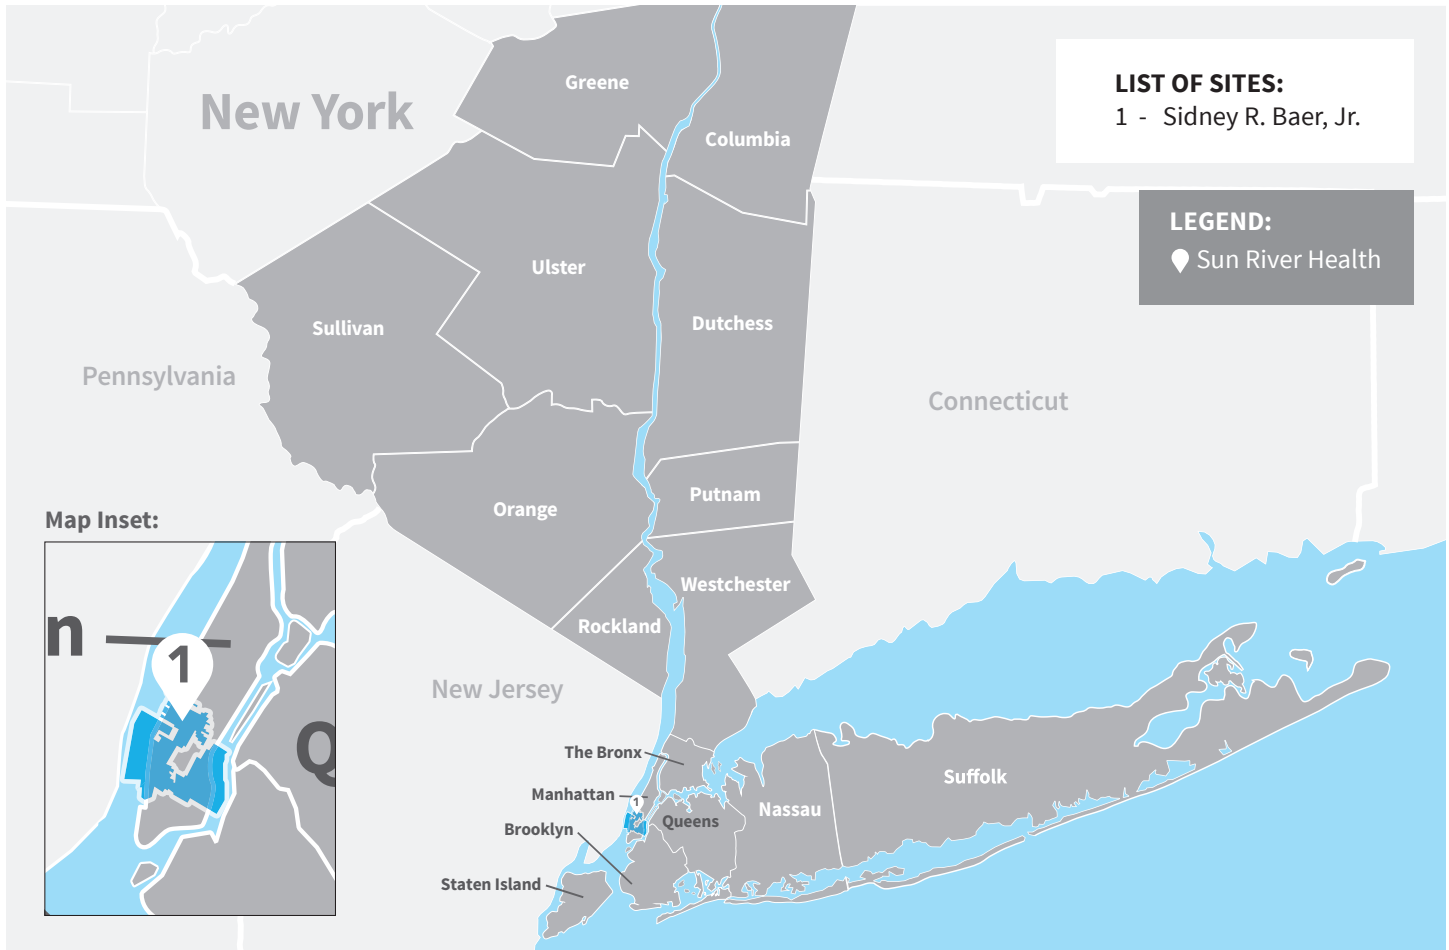 LIST OF SITES:
1 - Sidney R. Baer, Jr.
LEGEND:
Sun River Health
New York
Greene
Columbia
Ulster
Sullivan
Dutchess
Pennsylvania
Connecticut
Putnam
Orange
Westchester
Rockland
New Jersey
The Bronx
Manhattan
1
Queens
Brooklyn
Staten Island
Nassau
Suffolk
Map Inset:
n
1
Q